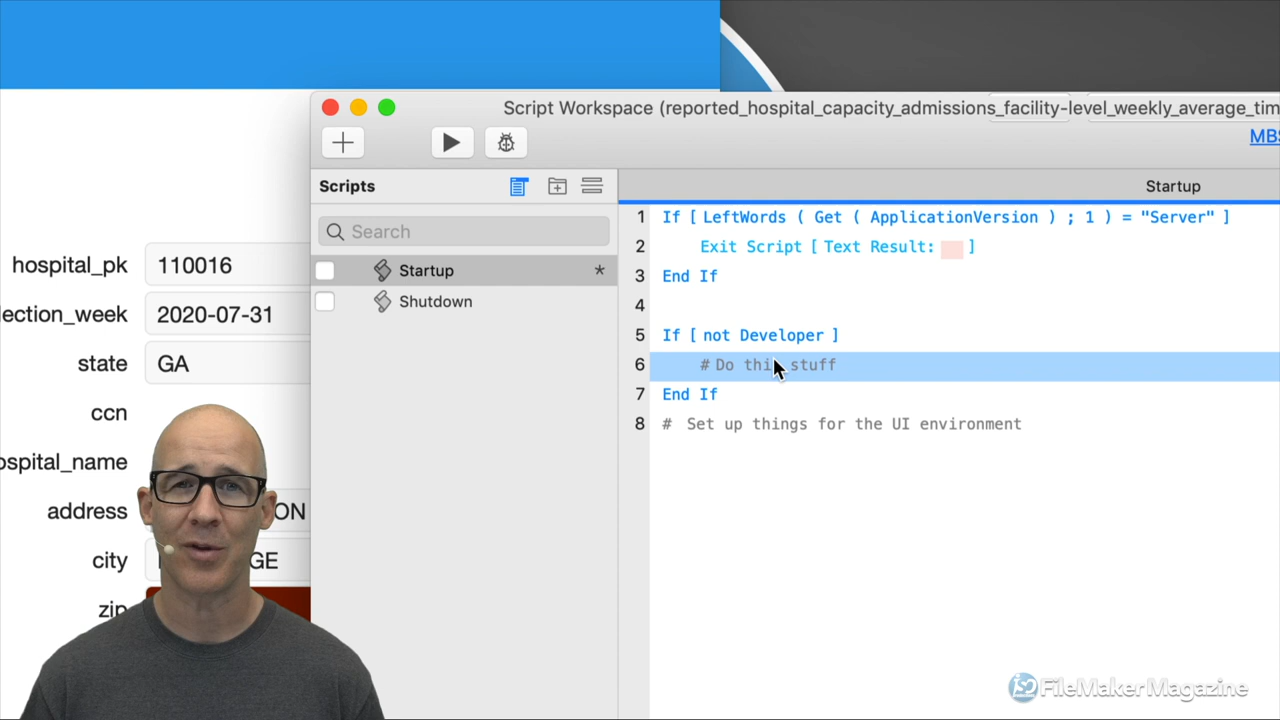 Script Workspace (reported_hospital_capacity_admissions_facility-level_weekly_average_tim
MBS
Scripts
Startup
Search
Startup *
Shutdown
1 If [ LeftWords ( Get ( ApplicationVersion ) ; 1 ) = "Server" ]
2 Exit Script [ Text Result: ]
3 End If
4
5 If [ not Developer ]
6 # Do this stuff
7 End If
8 # Set up things for the UI environment
hospital_pk 110016
lection_week 2020-07-31
state GA
ccn
ospital_name
address ON
city GE
zip
FileMakerMagazine